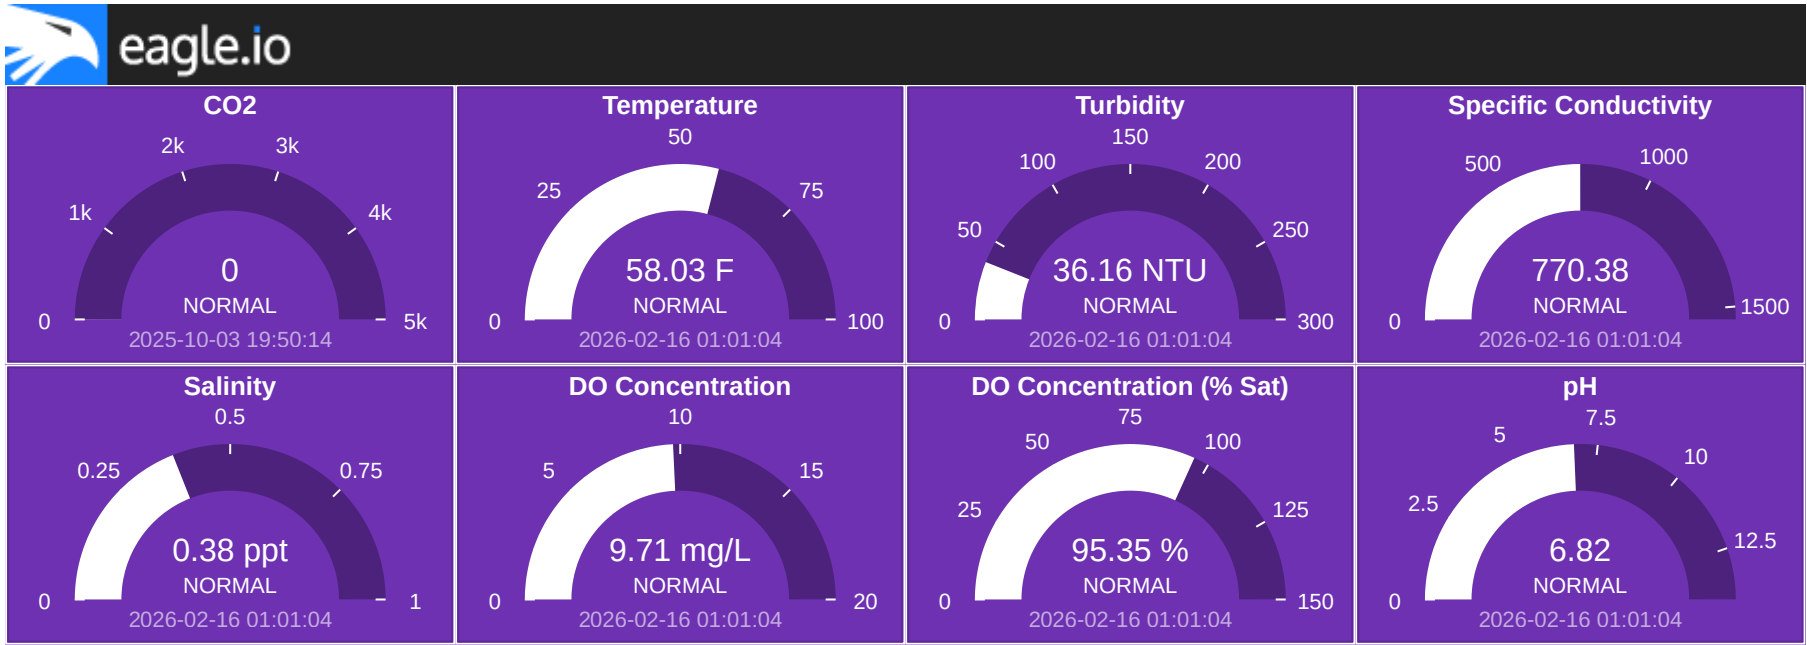 eagle.io
CO2
0
1k
2k
3k
4k
5k
0
NORMAL
2025-10-03 19:50:14
Temperature
0
25
50
75
100
58.03 F
NORMAL
2026-02-16 01:01:04
Turbidity
0
50
100
150
200
250
300
36.16 NTU
NORMAL
2026-02-16 01:01:04
Specific Conductivity
0
500
1000
1500
770.38
NORMAL
2026-02-16 01:01:04
Salinity
0
0.25
0.5
0.75
1
0.38 ppt
NORMAL
2026-02-16 01:01:04
DO Concentration
0
5
10
15
20
9.71 mg/L
NORMAL
2026-02-16 01:01:04
DO Concentration (% Sat)
0
25
50
75
100
125
150
95.35 %
NORMAL
2026-02-16 01:01:04
pH
0
2.5
5
7.5
10
12.5
6.82
NORMAL
2026-02-16 01:01:04